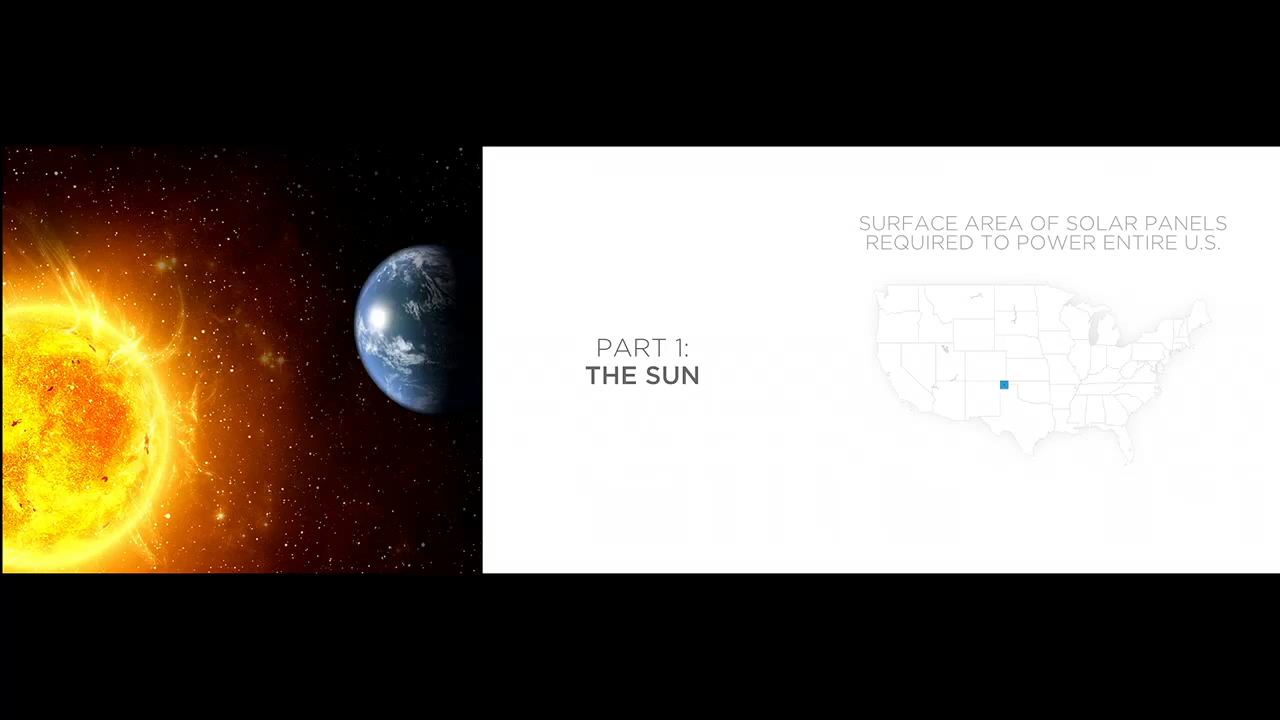 PART 1:
THE SUN
SURFACE AREA OF SOLAR PANELS
REQUIRED TO POWER ENTIRE U.S.